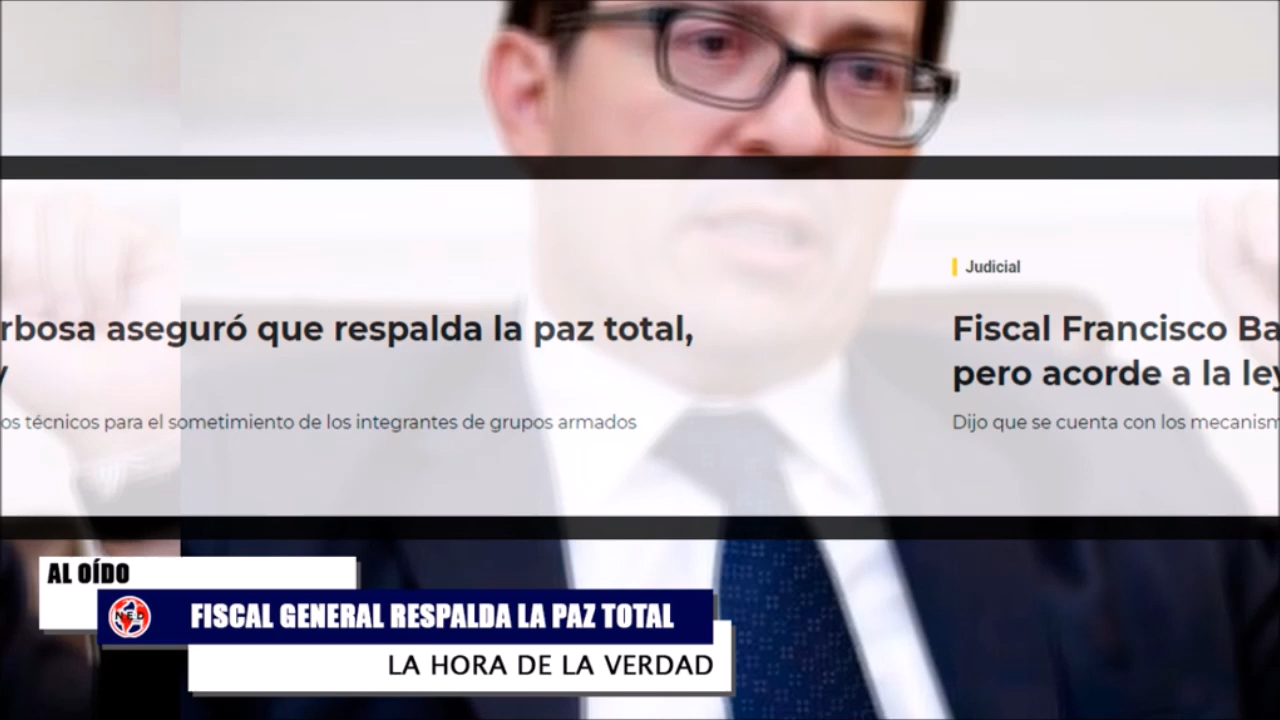 Judicial
rbosa aseguró que respalda la paz total,
Fiscal Francisco Ba
pero acorde a la ley
os técnicos para el sometimiento de los integrantes de grupos armados
Dijo que se cuenta con los mecanism
AL OÍDO
FISCAL GENERAL RESPALDA LA PAZ TOTAL
LA HORA DE LA VERDAD